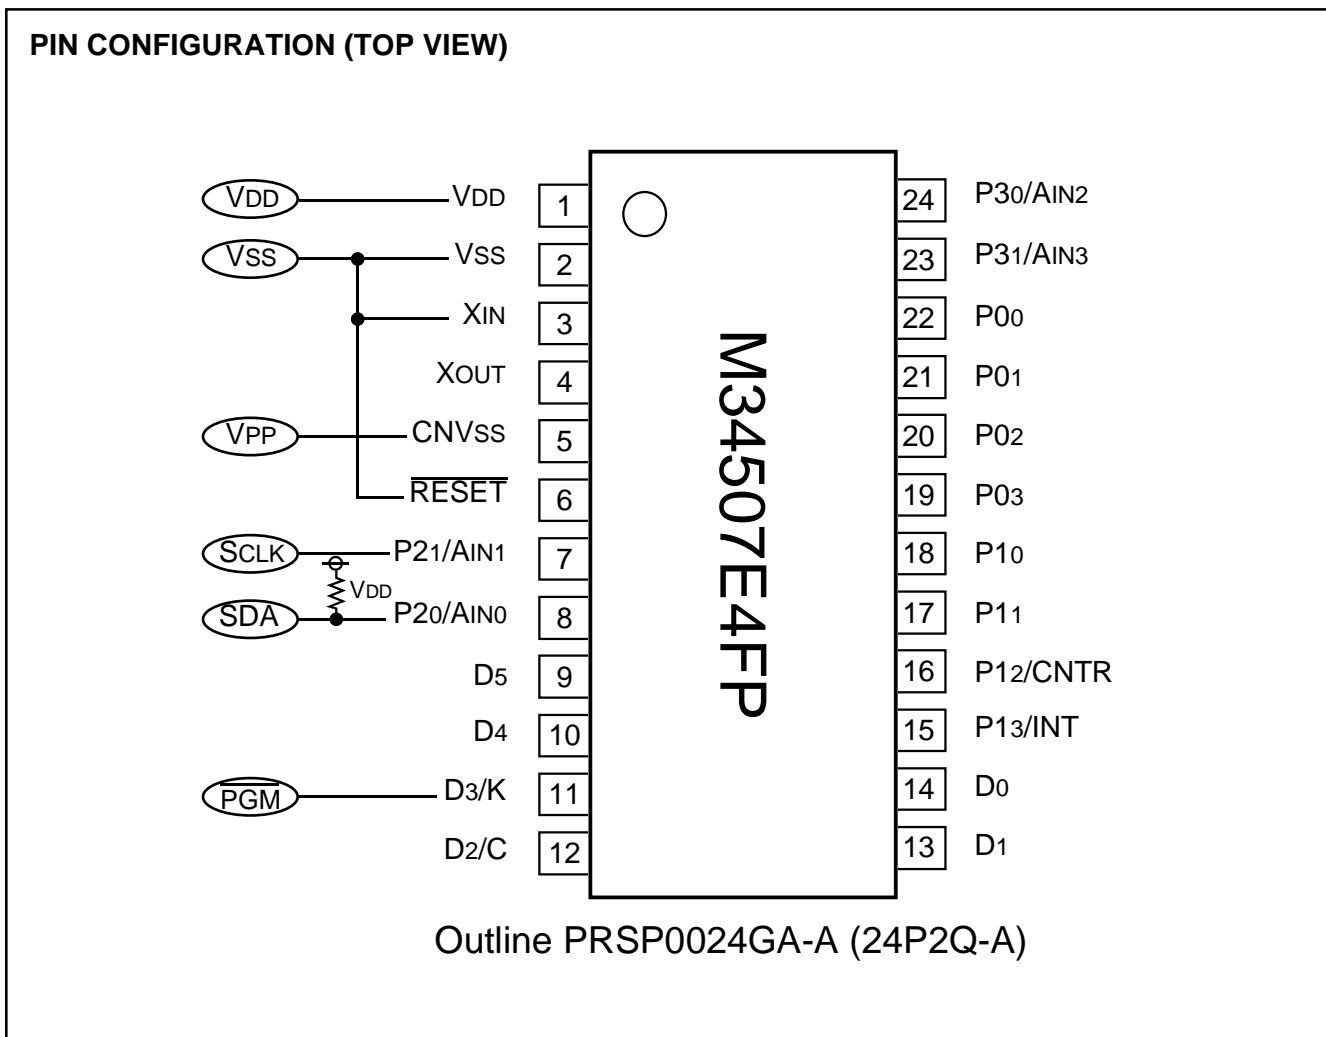 PIN CONFIGURATION (TOP VIEW)
VDD VDD 1 24 P30/AIN2
VSS VSS 2 23 P31/AIN3
XIN 3 22 P00
XOUT 4 21 P01
VPP CNVSS 5 20 P02
RESET 6 19 P03
SCLK P21/AIN1 7 18 P10
VDD
SDA P20/AIN0 8 17 P11
D5 9 16 P12/CNTR
D4 10 15 P13/INT
PGM D3/K 11 14 D0
D2/C 12 13 D1
M34507E4FP
Outline PRSP0024GA-A (24P2Q-A)